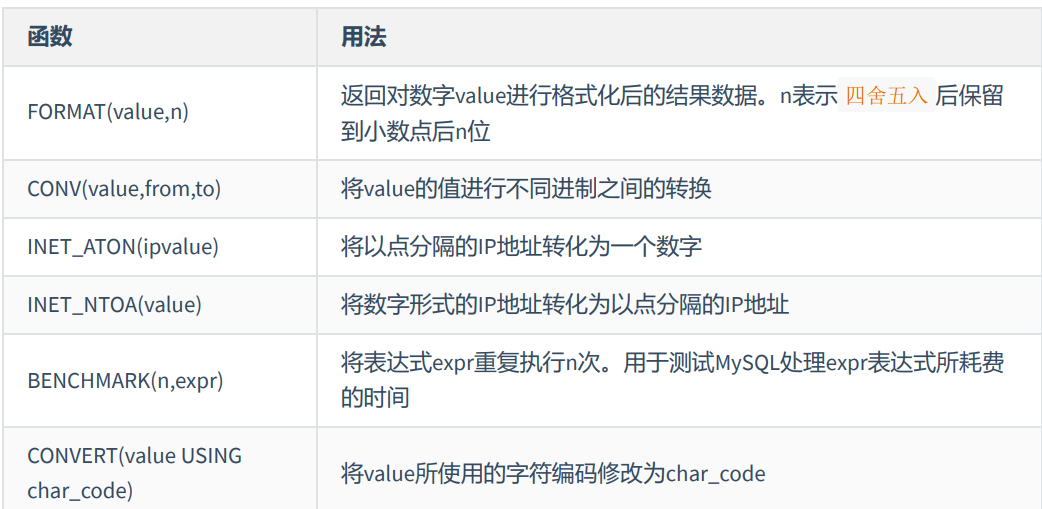 函数 用法
FORMAT(value,n) 返回对数字value进行格式化后的结果数据。n表示 四舍五入 后保留
到小数点后n位
CONV(value,from,to) 将value的值进行不同进制之间的转换
INET_ATON(ipvalue) 将以点分隔的IP地址转化为一个数字
INET_NTOA(value) 将数字形式的IP地址转化为以点分隔的IP地址
BENCHMARK(n,expr) 将表达式expr重复执行n次。用于测试MySQL处理expr表达式所耗费
的时间
CONVERT(value USING
char_code) 将value所使用的字符编码修改为char_code